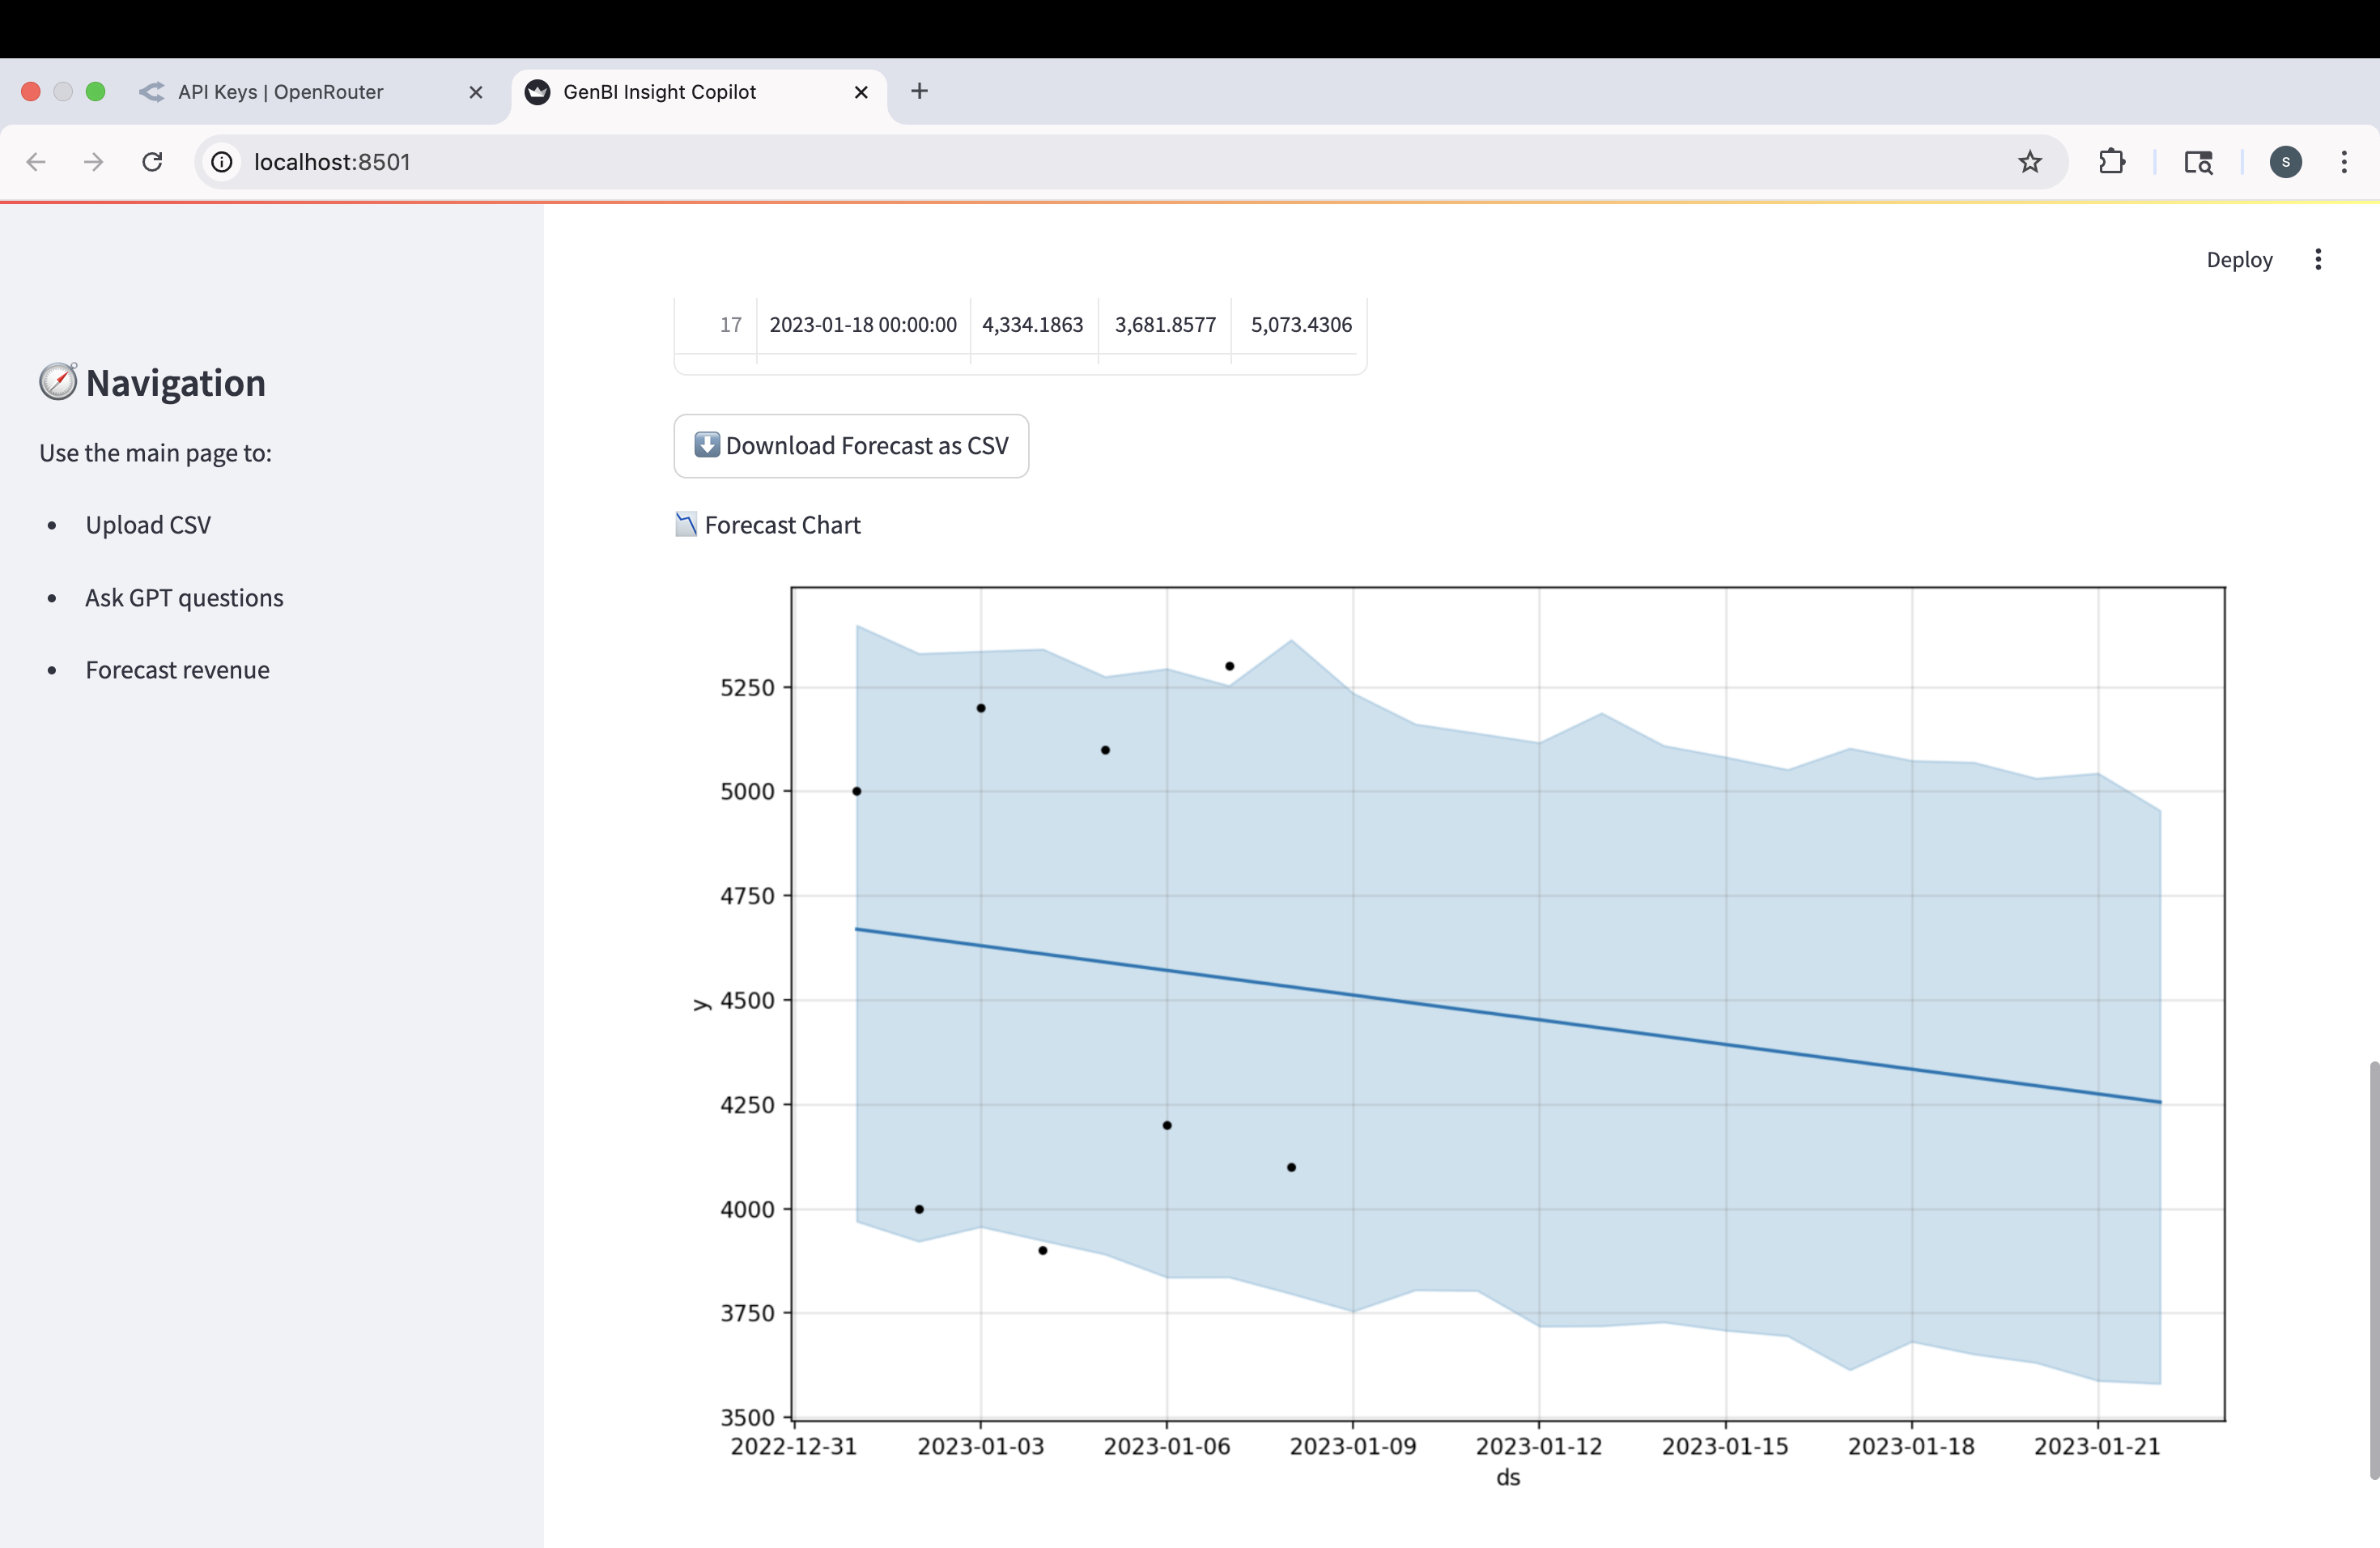 API Keys | OpenRouter
GenBI Insight Copilot
localhost:8501
S
Deploy
Navigation
Use the main page to:
Upload CSV
Ask GPT questions
Forecast revenue
17 2023-01-18 00:00:00 4,334.1863 3,681.8577 5,073.4306
Download Forecast as CSV
Forecast Chart
5250
5000
4750
4500
4250
4000
3750
3500
y
2022-12-31 2023-01-03 2023-01-06 2023-01-09 2023-01-12 2023-01-15 2023-01-18 2023-01-21
ds